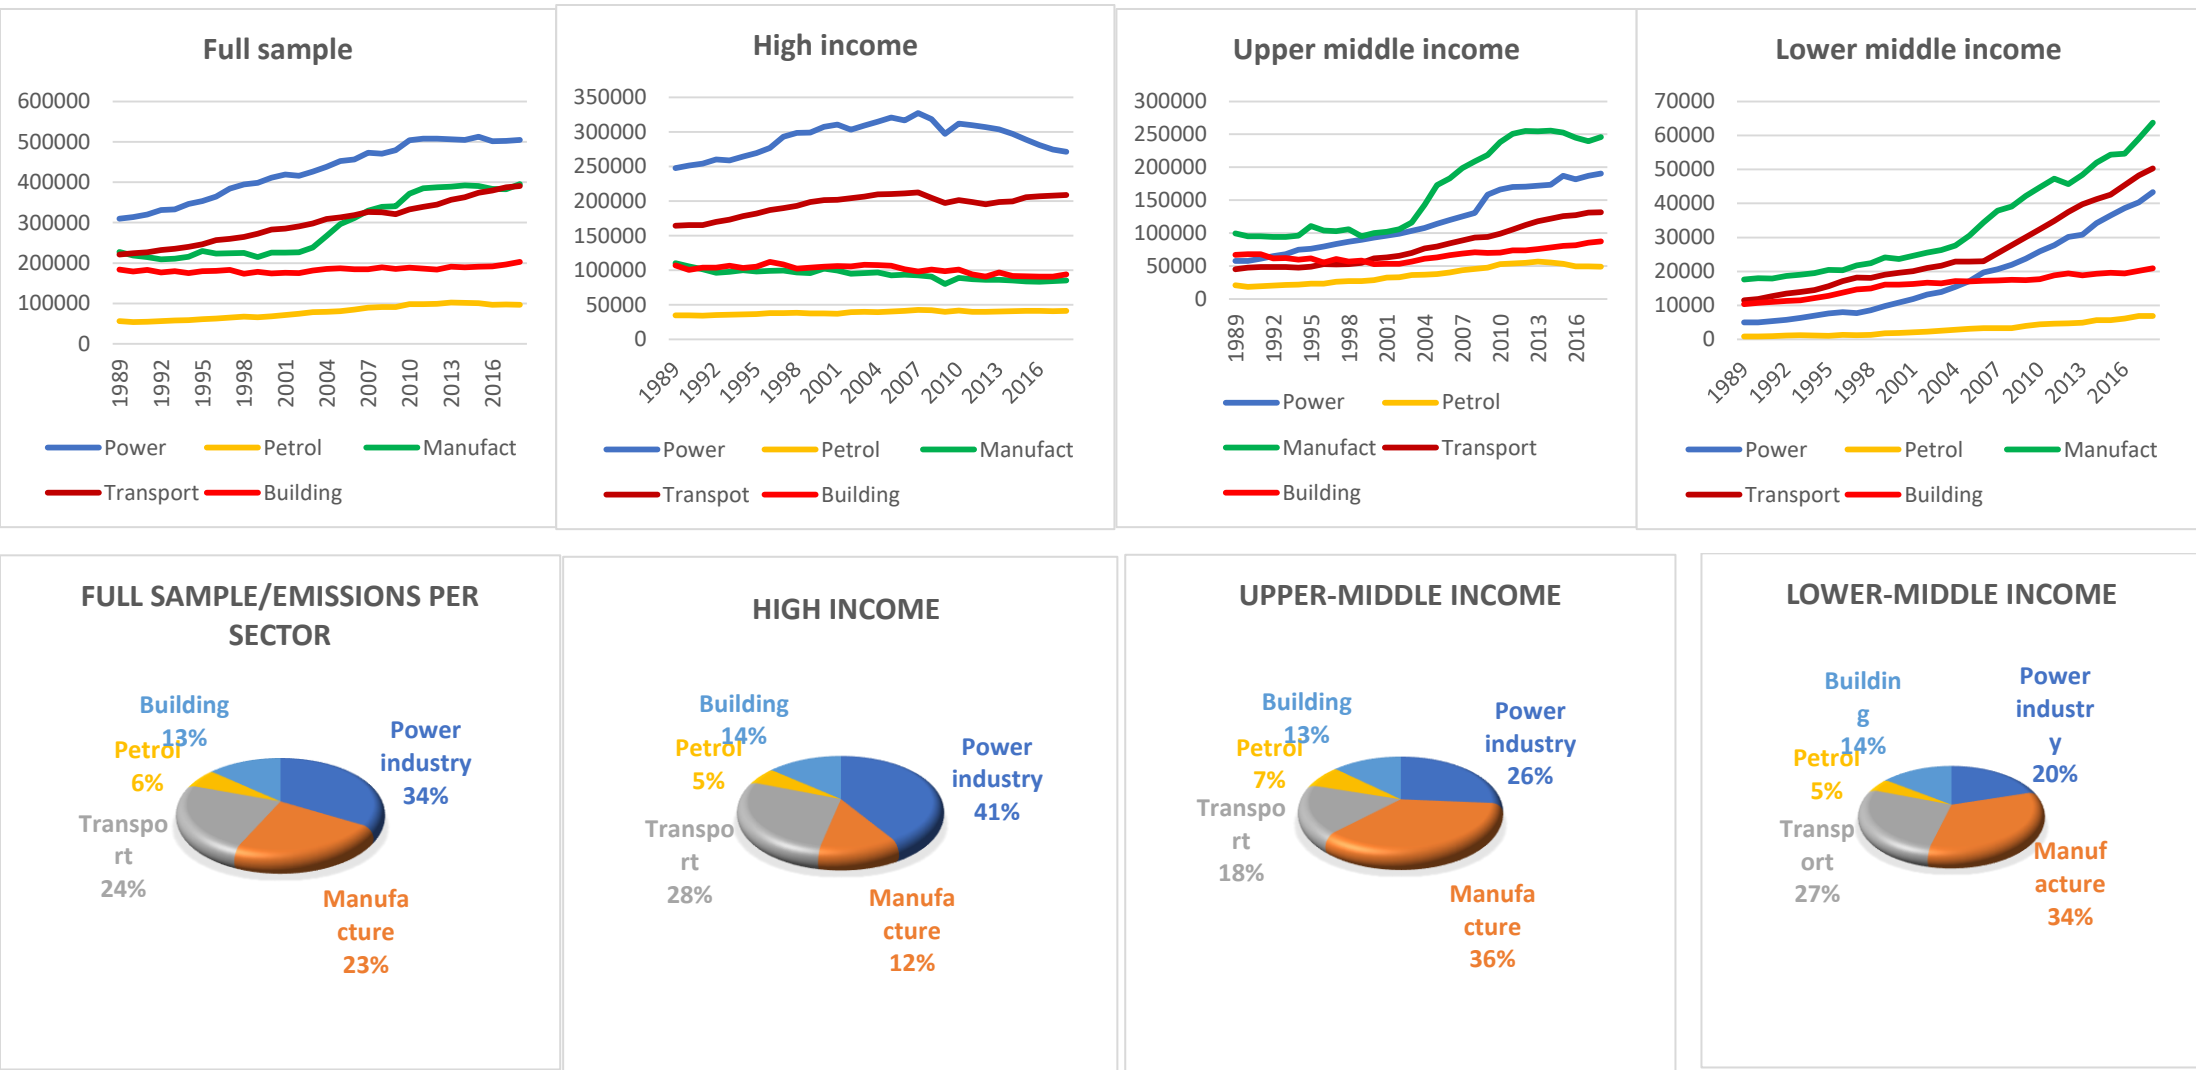 Full sample
600000
500000
400000
300000
200000
100000
0
1989
1992
1995
1998
2001
2004
2007
2010
2013
2016
Power
Petrol
Manufact
Transport
Building
High income
350000
300000
250000
200000
150000
100000
50000
0
1989
1992
1995
1998
2001
2004
2007
2010
2013
2016
Power
Petrol
Manufact
Transpot
Building
Upper middle income
300000
250000
200000
150000
100000
50000
0
1989
1992
1995
1998
2001
2004
2007
2010
2013
2016
Power
Petrol
Manufact
Transport
Building
Lower middle income
70000
60000
50000
40000
30000
20000
10000
0
1989
1992
1995
1998
2001
2004
2007
2010
2013
2016
Power
Petrol
Manufact
Transport
Building
FULL SAMPLE/EMISSIONS PER
SECTOR
Building
13%
Petrol
6%
Power
industry
34%
Transpo
rt
24%
Manufa
cture
23%
HIGH INCOME
Building
14%
Petrol
5%
Power
industry
41%
Transpo
rt
28%
Manufa
cture
12%
UPPER-MIDDLE INCOME
Building
13%
Petrol
7%
Power
industry
26%
Transpo
rt
18%
Manufa
cture
36%
LOWER-MIDDLE INCOME
Buildin
g
14%
Petrol
5%
Power
industr
y
20%
Transp
ort
27%
Manuf
acture
34%